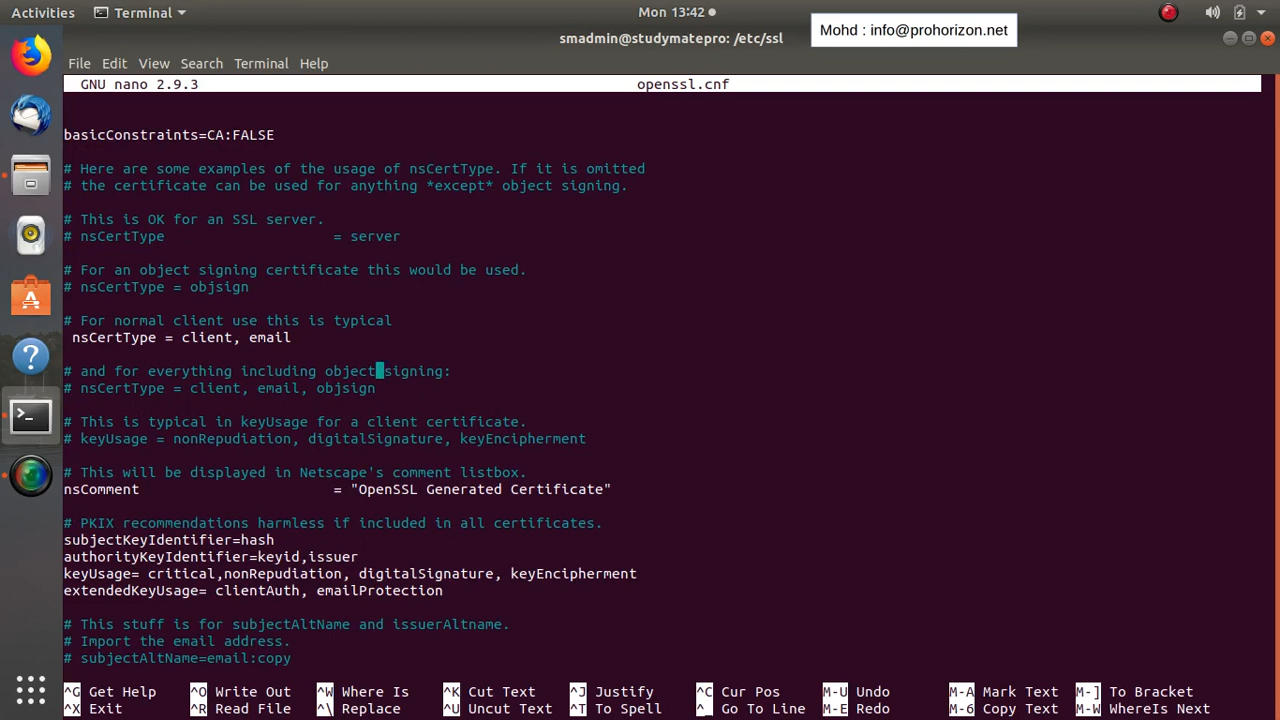 Activities Terminal Mon 13:42
Mohd : info@prohorizon.net
smadmin@studymatepro: /etc/ssl
File Edit View Search Terminal Help
GNU nano 2.9.3 openssl.cnf
basicConstraints=CA:FALSE
# Here are some examples of the usage of nsCertType. If it is omitted
# the certificate can be used for anything *except* object signing.
# This is OK for an SSL server.
# nsCertType = server
# For an object signing certificate this would be used.
# nsCertType = objsign
# For normal client use this is typical
nsCertType = client, email
# and for everything including object signing:
# nsCertType = client, email, objsign
# This is typical in keyUsage for a client certificate.
# keyUsage = nonRepudiation, digitalSignature, keyEncipherment
# This will be displayed in Netscape's comment listbox.
nsComment = "OpenSSL Generated Certificate"
# PKIX recommendations harmless if included in all certificates.
subjectKeyIdentifier=hash
authorityKeyIdentifier=keyid,issuer
keyUsage= critical,nonRepudiation, digitalSignature, keyEncipherment
extendedKeyUsage= clientAuth, emailProtection
# This stuff is for subjectAltName and issuerAltname.
# Import the email address.
# subjectAltName=email:copy
^G Get Help ^O Write Out ^W Where Is ^K Cut Text ^J Justify ^C Cur Pos M-U Undo M-A Mark Text M-] To Bracket
^X Exit ^R Read File ^\ Replace ^U Uncut Text ^T To Spell ^_ Go To Line M-E Redo M-6 Copy Text M-W WhereIs Next